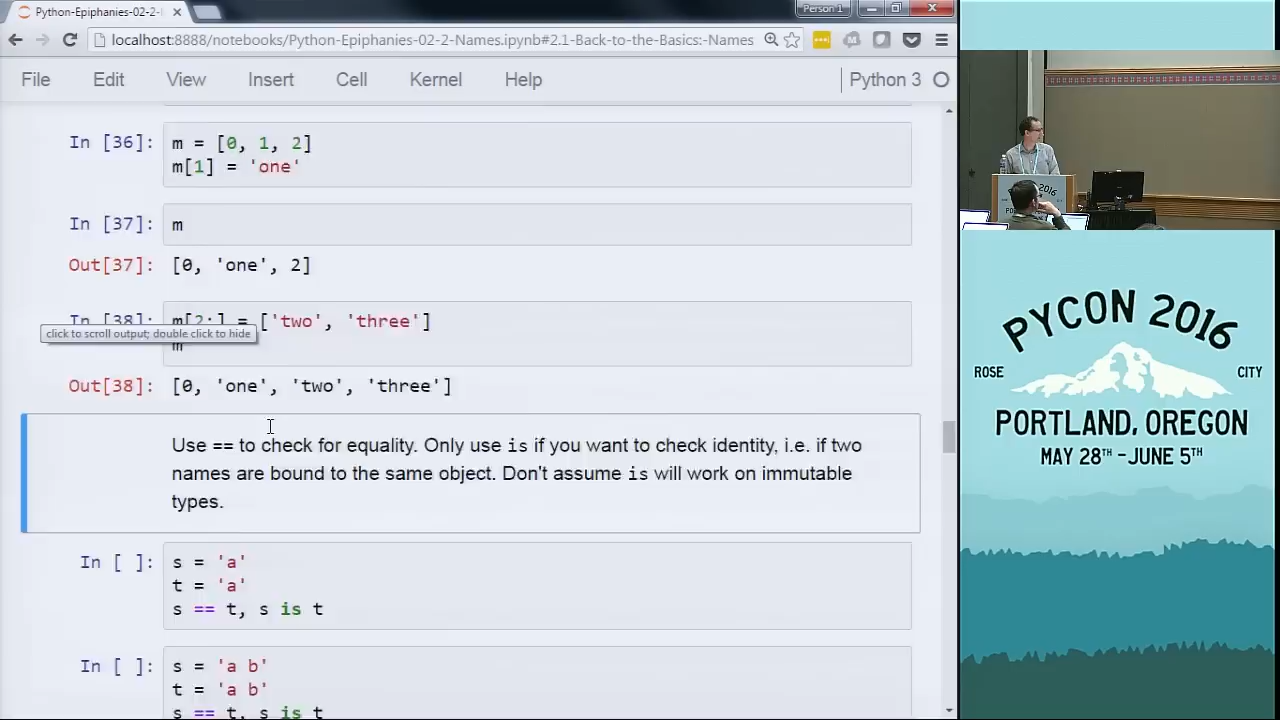 Python-Epiphanies-02-2-
Person 1
localhost:8888/notebooks/Python-Epiphanies-02-2-Names.ipynb#2.1-Back-to-the-Basics:-Names
File Edit View Insert Cell Kernel Help Python 3
In [36]: m = [0, 1, 2]
m[1] = 'one'
In [37]: m
Out[37]: [0, 'one', 2]
In [38]: m[2:] = ['two', 'three']
click to scroll output; double click to hide
m
Out[38]: [0, 'one', 'two', 'three']
Use == to check for equality. Only use is if you want to check identity, i.e. if two
names are bound to the same object. Don't assume is will work on immutable
types.
In [ ]: s = 'a'
t = 'a'
s == t, s is t
In [ ]: s = 'a b'
t = 'a b'
s == t, s is t
PYCON 2016
PYCON 2016
ROSE CITY
PORTLAND, OREGON
MAY 28TH - JUNE 5TH